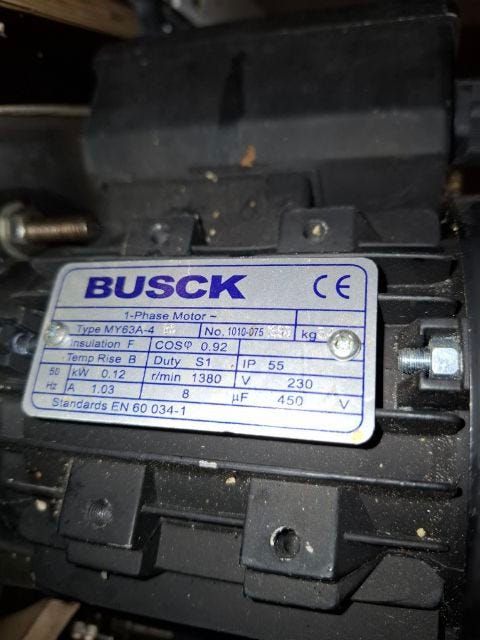 BUSCK CE
1-Phase Motor ~
Type MY63A-4 No. 1010-075 kg
Insulation F COSφ 0.92
Temp Rise B Duty S1 IP 55
50 Hz kW 0.12 r/min 1380 V 230
A 1.03 8 μF 450 V
Standards EN 60 034-1